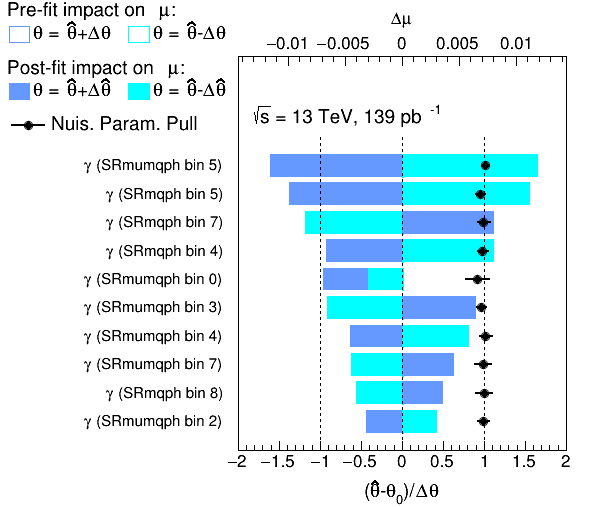 Pre-fit impact on μ:
θ = θ̂+Δθ θ = θ̂-Δθ
Post-fit impact on μ:
θ = θ̂+Δθ̂ θ = θ̂-Δθ̂
Nuis. Param. Pull
Δμ
−0.01 −0.005 0 0.005 0.01
√s = 13 TeV, 139 pb⁻¹
γ (SRmumqph bin 5)
γ (SRmqph bin 5)
γ (SRmqph bin 7)
γ (SRmqph bin 4)
γ (SRmumqph bin 0)
γ (SRmqph bin 3)
γ (SRmumqph bin 4)
γ (SRmumqph bin 7)
γ (SRmqph bin 8)
γ (SRmumqph bin 2)
−2 −1.5 −1 −0.5 0 0.5 1 1.5 2
(θ̂-θ₀)/Δθ